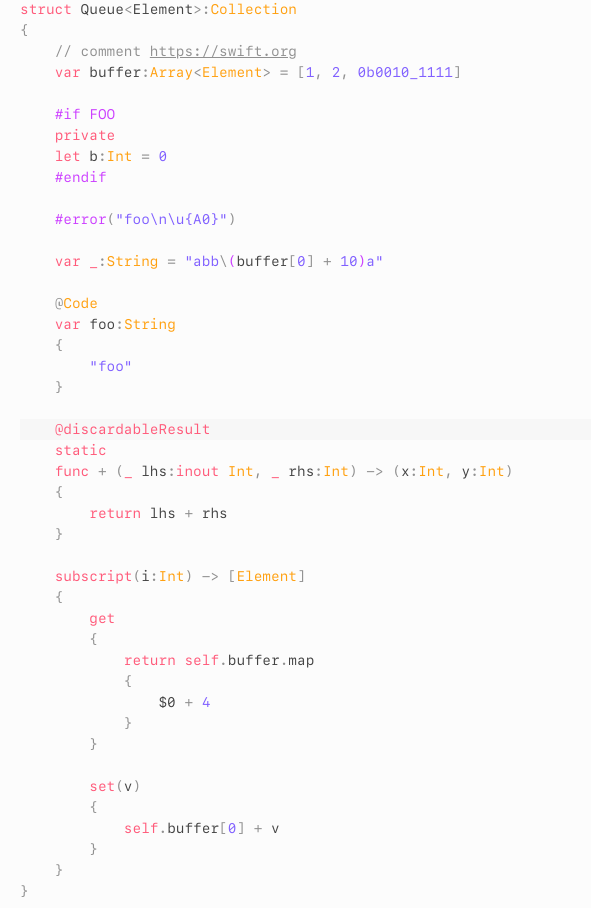 struct Queue<Element>:Collection
{
    // comment https://swift.org
    var buffer:Array<Element> = [1, 2, 0b0010_1111]

    #if FOO
    private
    let b:Int = 0
    #endif

    #error("foo\n\u{A0}")

    var _:String = "abb\(buffer[0] + 10)a"

    @Code
    var foo:String
    {
        "foo"
    }

    @discardableResult
    static
    func + (_ lhs:inout Int, _ rhs:Int) -> (x:Int, y:Int)
    {
        return lhs + rhs
    }

    subscript(i:Int) -> [Element]
    {
        get
        {
            return self.buffer.map
            {
                $0 + 4
            }
        }

        set(v)
        {
            self.buffer[0] + v
        }
    }
}